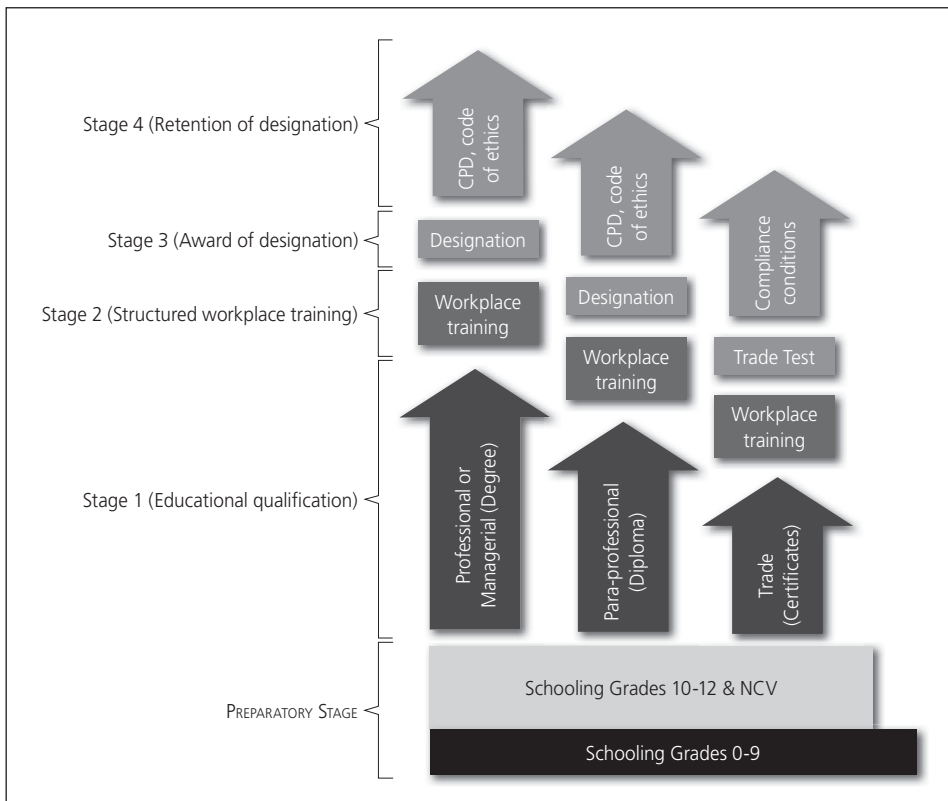 Stage 4 (Retention of designation)
Stage 3 (Award of designation)
Stage 2 (Structured workplace training)
Stage 1 (Educational qualification)
PREPARATORY STAGE
CPD, code
of ethics
Designation
Workplace
training
Professional or
Managerial (Degree)
CPD, code
of ethics
Designation
Workplace
training
Para-professional
(Diploma)
Compliance
conditions
Trade Test
Workplace
training
Trade
(Certificates)
Schooling Grades 10-12 & NCV
Schooling Grades 0-9